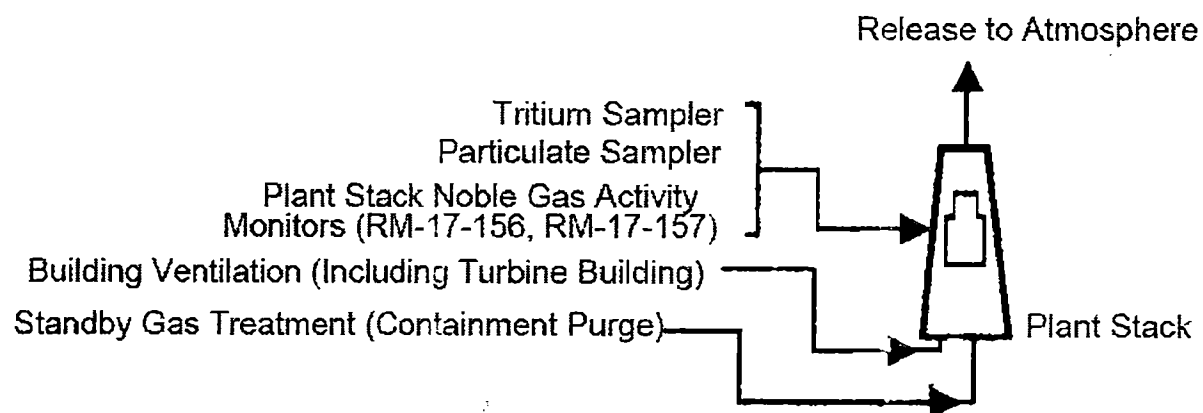 Release to Atmosphere
Tritium Sampler
Particulate Sampler
Plant Stack Noble Gas Activity
Monitors (RM-17-156, RM-17-157)
Building Ventilation (Including Turbine Building)
Standby Gas Treatment (Containment Purge)
Plant Stack